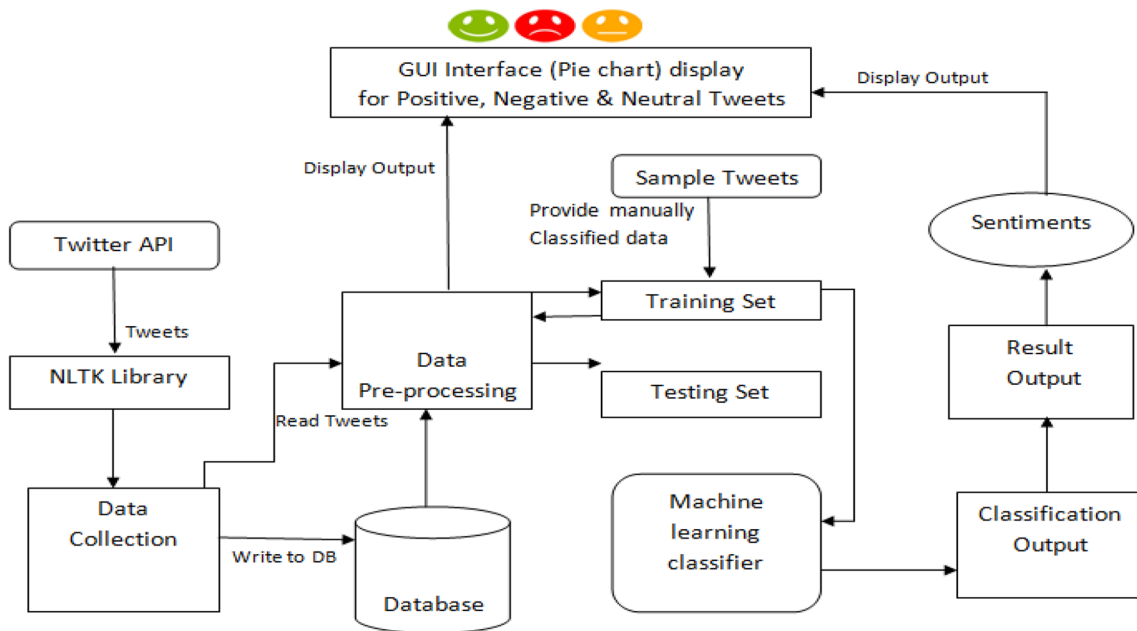 GUI Interface (Pie chart) display
for Positive, Negative & Neutral Tweets
Display Output
Display Output
Sample Tweets
Provide manually
Classified data
Sentiments
Twitter API
Training Set
Tweets
NLTK Library
Data
Pre-processing
Testing Set
Result
Output
Read Tweets
Data
Collection
Write to DB
Database
Machine
learning
classifier
Classification
Output